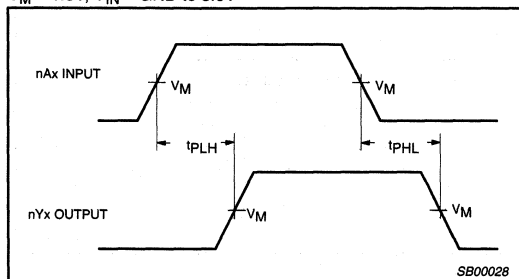 nAx INPUT
VM
VM
tPLH
tPHL
nYx OUTPUT
VM
VM
SB00028